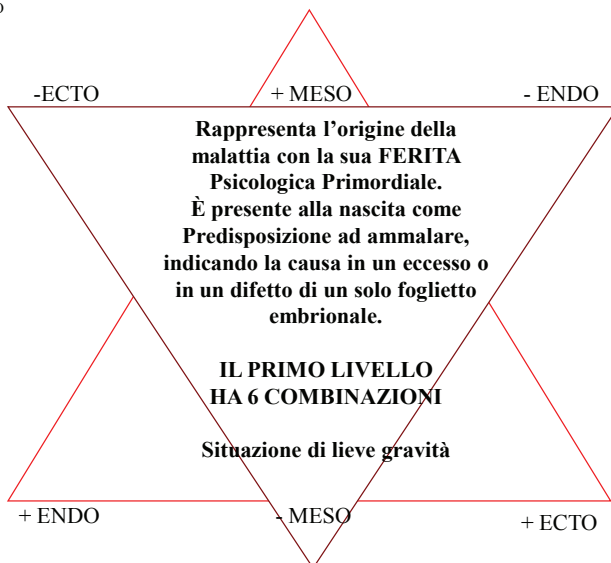 -ECTO + MESO - ENDO
Rappresenta l’origine della
malattia con la sua FERITA
Psicologica Primordiale.
È presente alla nascita come
Predisposizione ad ammalare,
indicando la causa in un eccesso o
in un difetto di un solo foglietto
embrionale.
IL PRIMO LIVELLO
HA 6 COMBINAZIONI
Situazione di lieve gravità
+ ENDO - MESO + ECTO